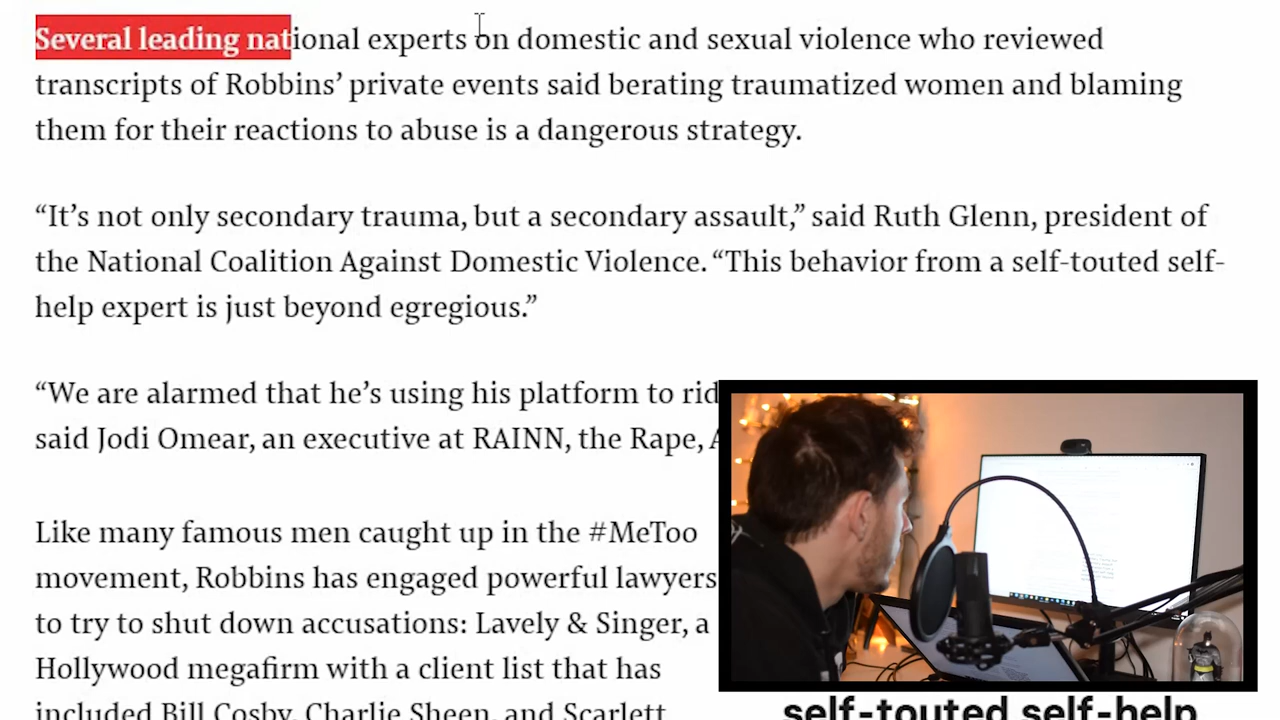 Several leading national experts on domestic and sexual violence who reviewed
transcripts of Robbins’ private events said berating traumatized women and blaming
them for their reactions to abuse is a dangerous strategy.
“It’s not only secondary trauma, but a secondary assault,” said Ruth Glenn, president of
the National Coalition Against Domestic Violence. “This behavior from a self-touted self-
help expert is just beyond egregious.”
“We are alarmed that he’s using his platform to
said Jodi Omear, an executive at RAINN, the Rape,
Like many famous men caught up in the #MeToo
movement, Robbins has engaged powerful lawyers
to try to shut down accusations: Lavely & Singer, a
Hollywood megafirm with a client list that has
included Bill Cosby, Charlie Sheen, and Scarlett
self-touted self-help